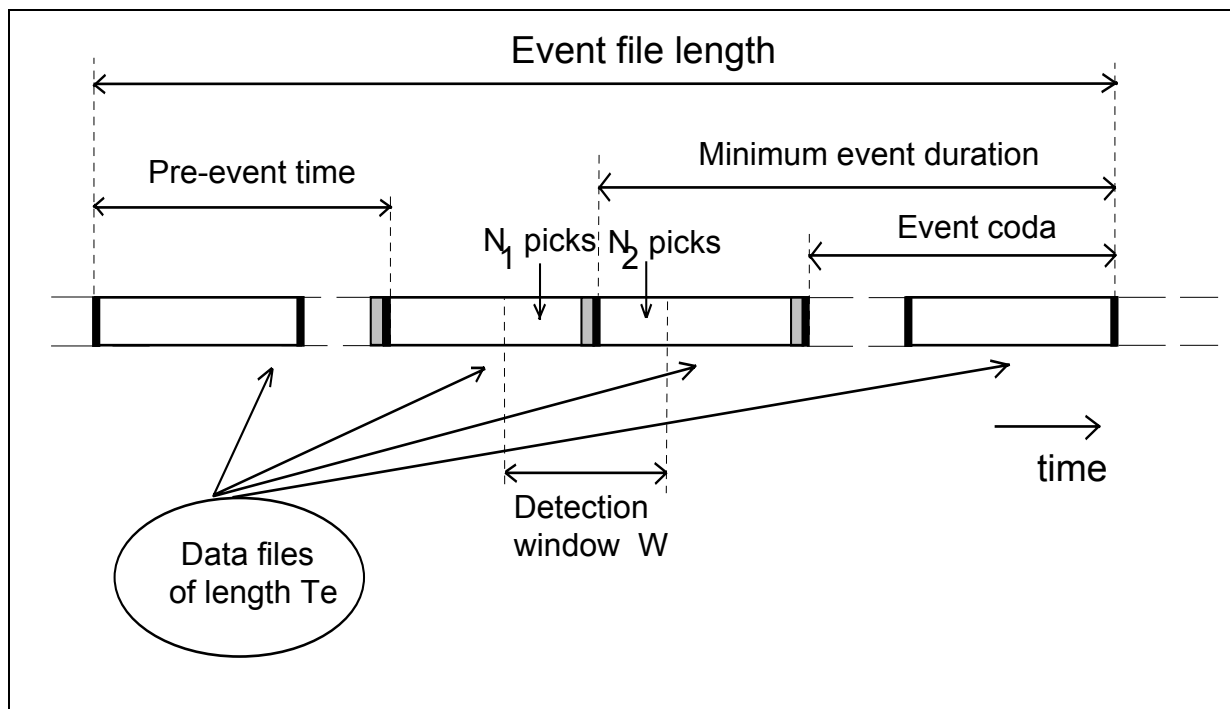 Event file length
Minimum event duration
Pre-event time
Event coda
N1 picks N2 picks
time
Detection
window W
Data files
of length Te